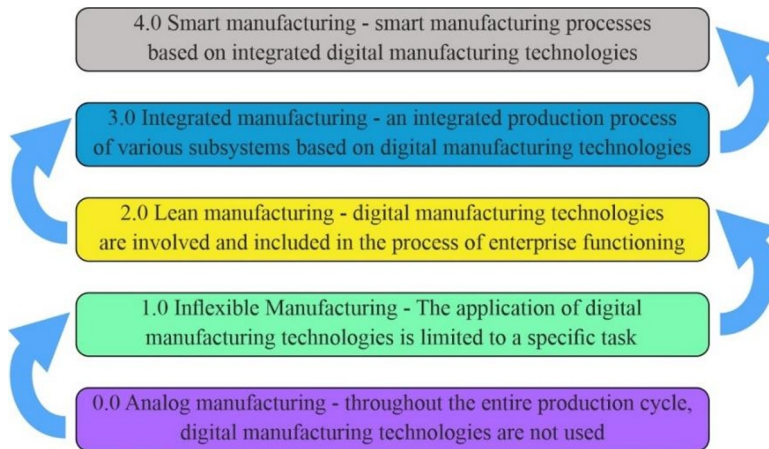 4.0 Smart manufacturing - smart manufacturing processes
based on integrated digital manufacturing technologies
3.0 Integrated manufacturing - an integrated production process
of various subsystems based on digital manufacturing technologies
2.0 Lean manufacturing - digital manufacturing technologies
are involved and included in the process of enterprise functioning
1.0 Inflexible Manufacturing - The application of digital
manufacturing technologies is limited to a specific task
0.0 Analog manufacturing - throughout the entire production cycle,
digital manufacturing technologies are not used